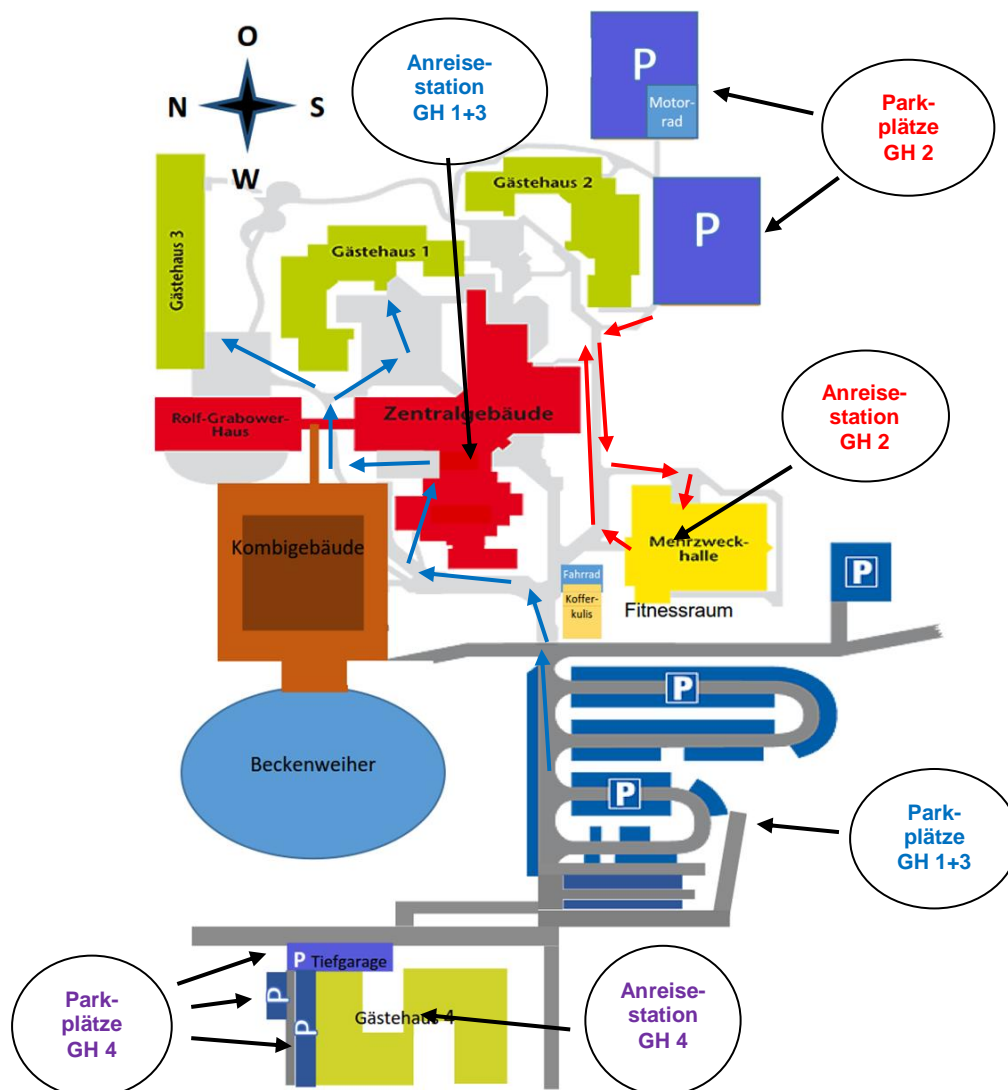 O
N
S
W
Anreise-
station
GH 1+3
P
Motor-
rad
Park-
plätze
GH 2
P
Gästehaus 2
Gästehaus 1
Gästehaus 3
Zentralgebäude
Rolf-Grabower-
Haus
Anreise-
station
GH 2
Kombigebäude
Mehrzweck-
halle
Fahrrad
Koffer-
kulis
Fitnessraum
P
P
Beckenweiher
P
Park-
plätze
GH 1+3
P Tiefgarage
P
P
Gästehaus 4
Park-
plätze
GH 4
Anreise-
station
GH 4